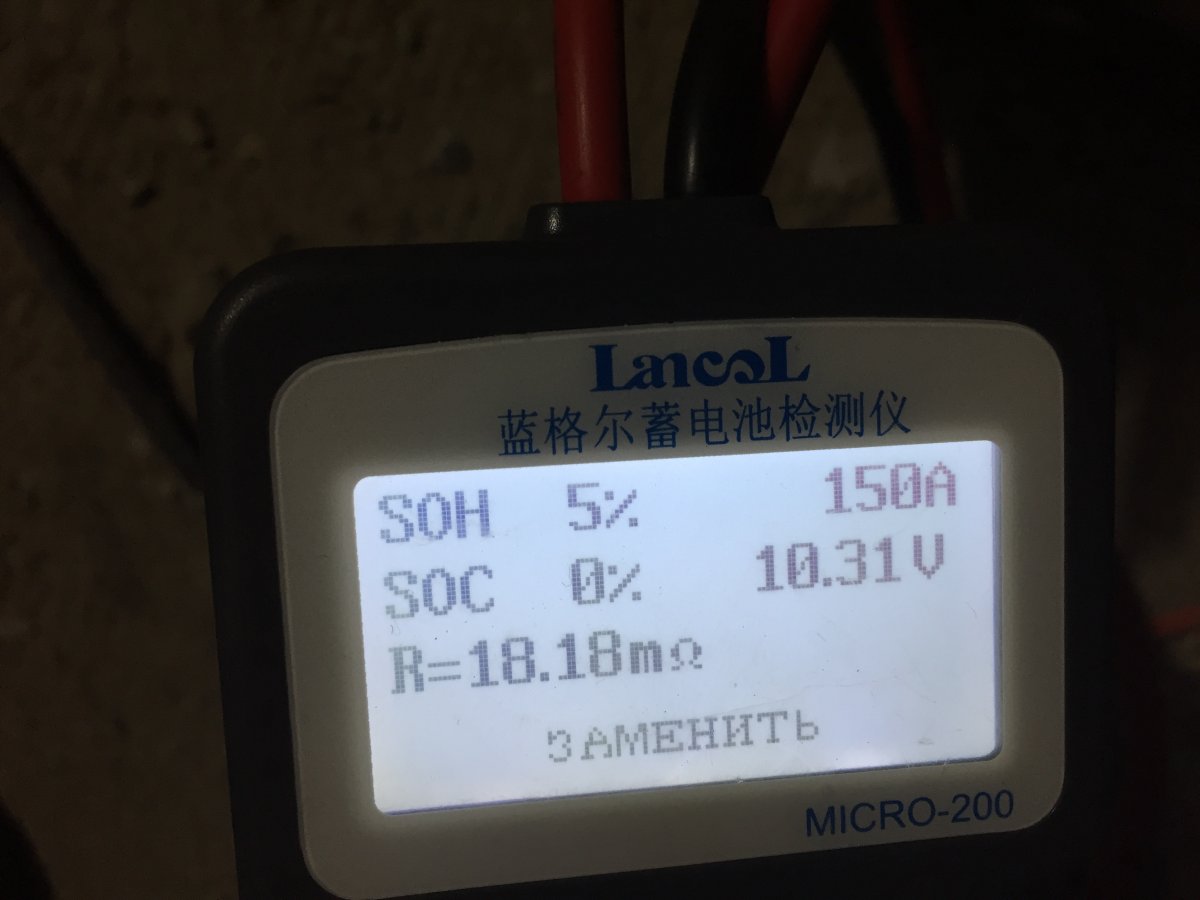 LancoL
蓝格尔蓄电池检测仪
SOH 5% 150A
SOC 0% 10.31V
R=18.18mΩ
ЗАМЕНИТЬ
MICRO-200